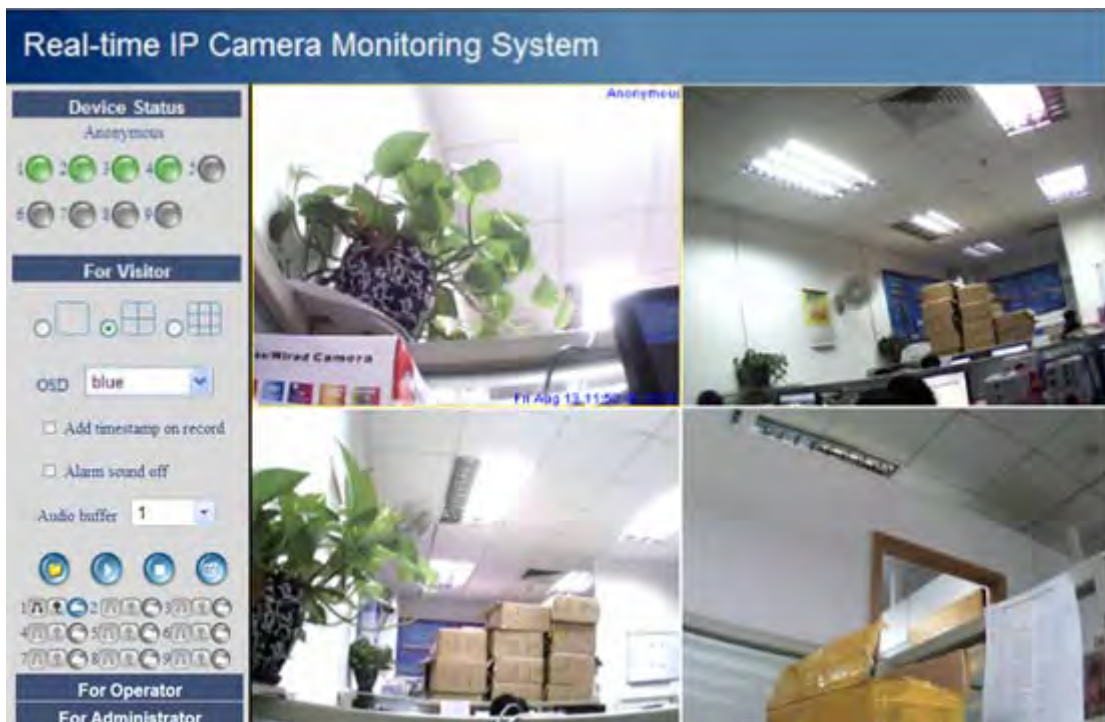 Real-time IP Camera Monitoring System
Device Status
Anonymous
1 2 3 4 5
6 7 8 9
For Visitor
OSD blue
Add timestamp on record
Alarm sound off
Audio buffer 1
1 2 3
4 5 6
7 8 9
For Operator
For Administrator
Anonymous
Wired Camera
Fri Aug 13 11:5